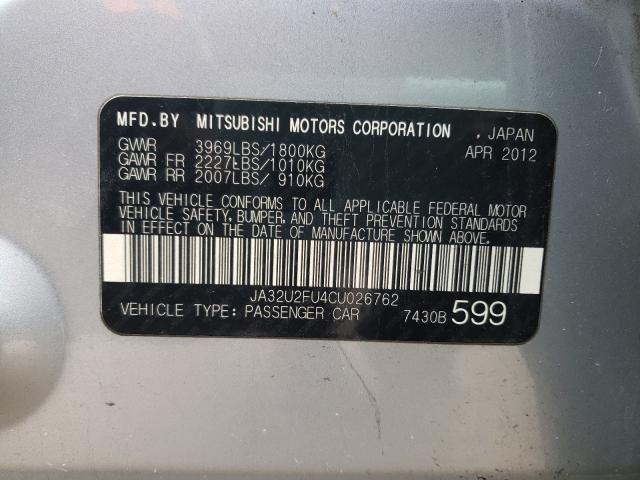 MFD.BY MITSUBISHI MOTORS CORPORATION , JAPAN
GVWR 3969LBS/1800KG APR 2012
GAWR FR 2227LBS/1010KG
GAWR RR 2007LBS/ 910KG
THIS VEHICLE CONFORMS TO ALL APPLICABLE FEDERAL MOTOR
VEHICLE SAFETY, BUMPER, AND THEFT PREVENTION STANDARDS
IN EFFECT ON THE DATE OF MANUFACTURE SHOWN ABOVE.
JA32U2FU4CU026762
VEHICLE TYPE: PASSENGER CAR 7430B 599